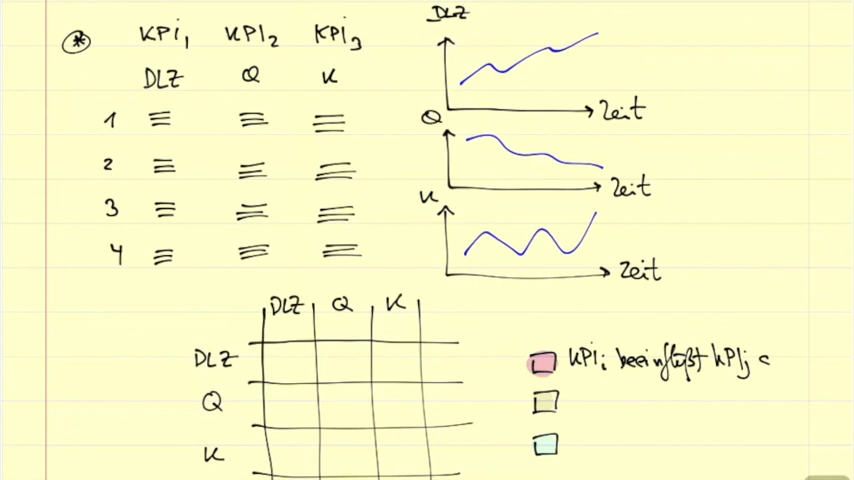 * KPI₁ KPI₂ KPI₃
DLZ Q K
1
2
3
4
DLZ
Zeit
Q
Zeit
K
Zeit
DLZ Q K
DLZ
Q
K
KPIᵢ beeinflußt KPIⱼ